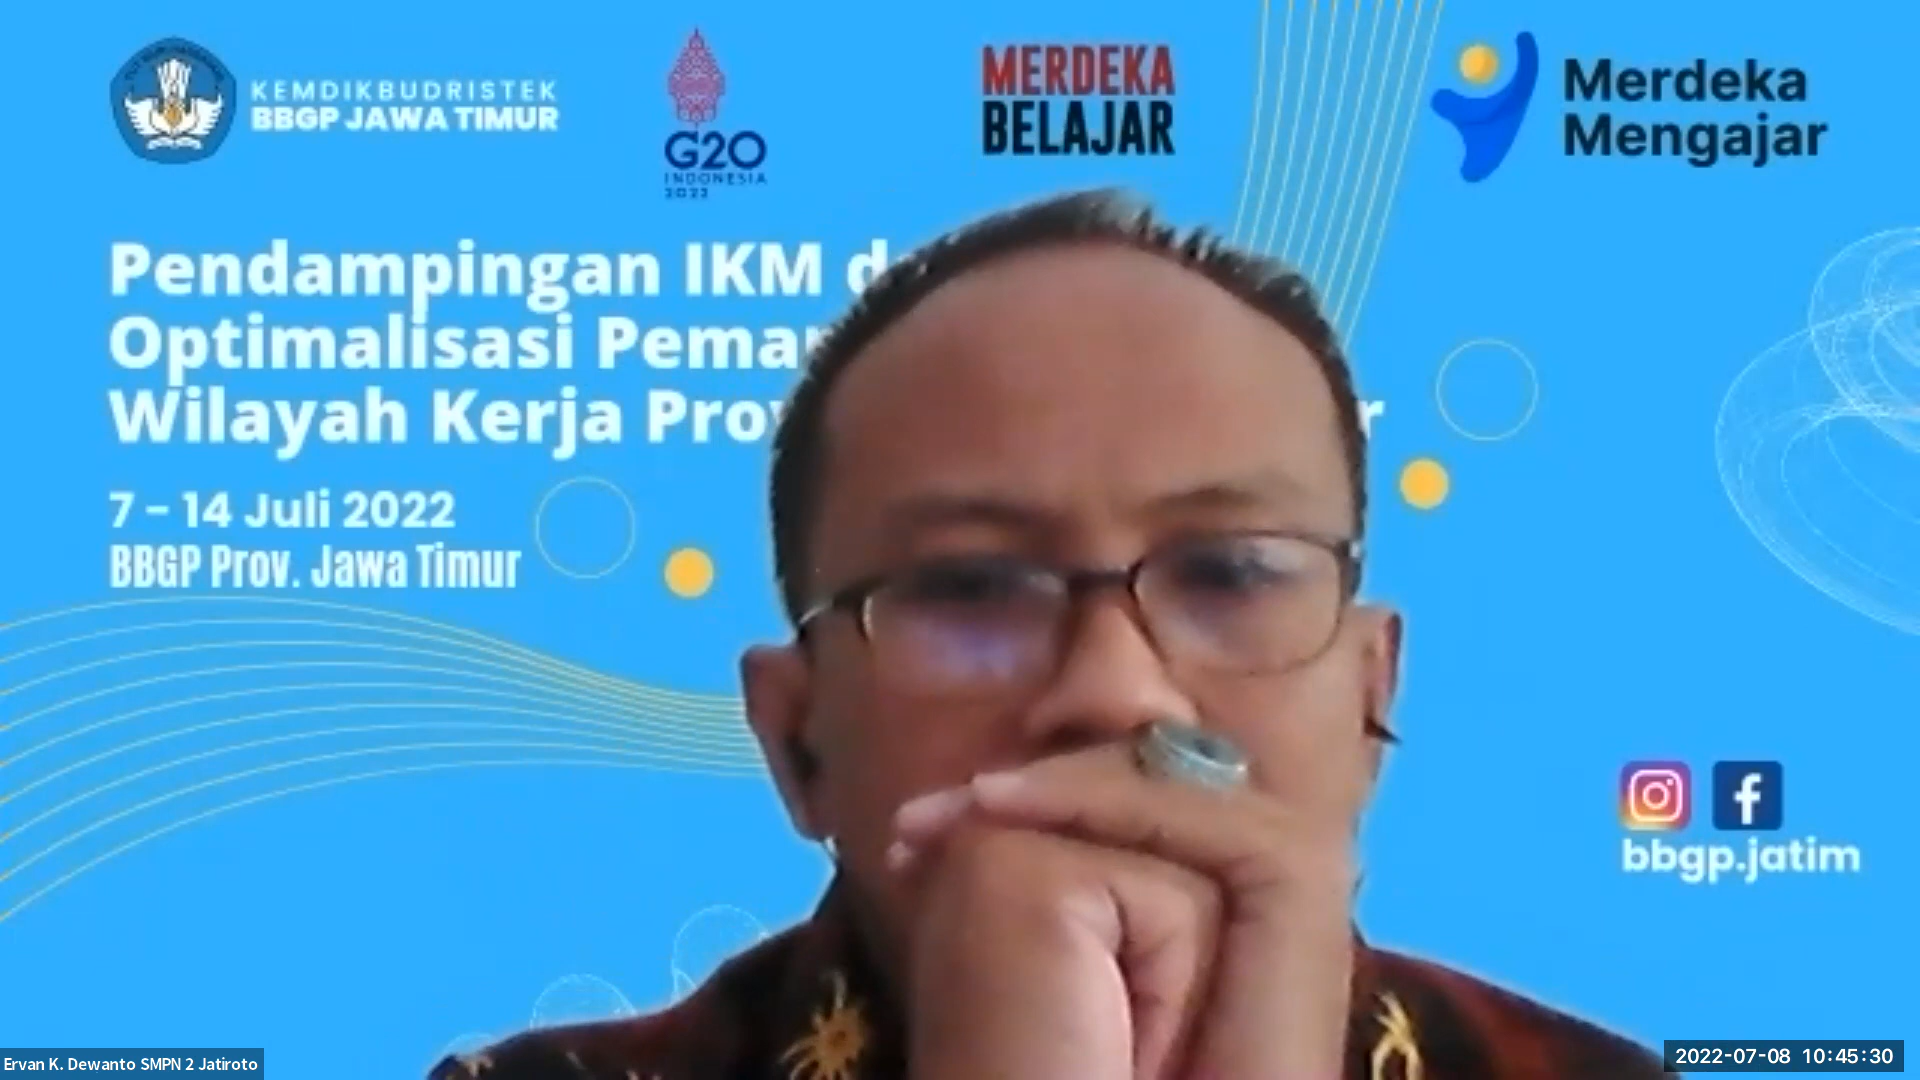 KEMDIKBUDRISTEK
BBGP JAWA TIMUR
G20
INDONESIA
2022
MERDEKA
BELAJAR
Merdeka
Mengajar
Pendampingan IKM
Optimalisasi
Wilayah Kerja
7 - 14 Juli 2022
BBGP Prov. Jawa Timur
bbgp.jatim
Ervan K. Dewanto SMPN 2 Jatiroto
2022-07-08 10:45:30